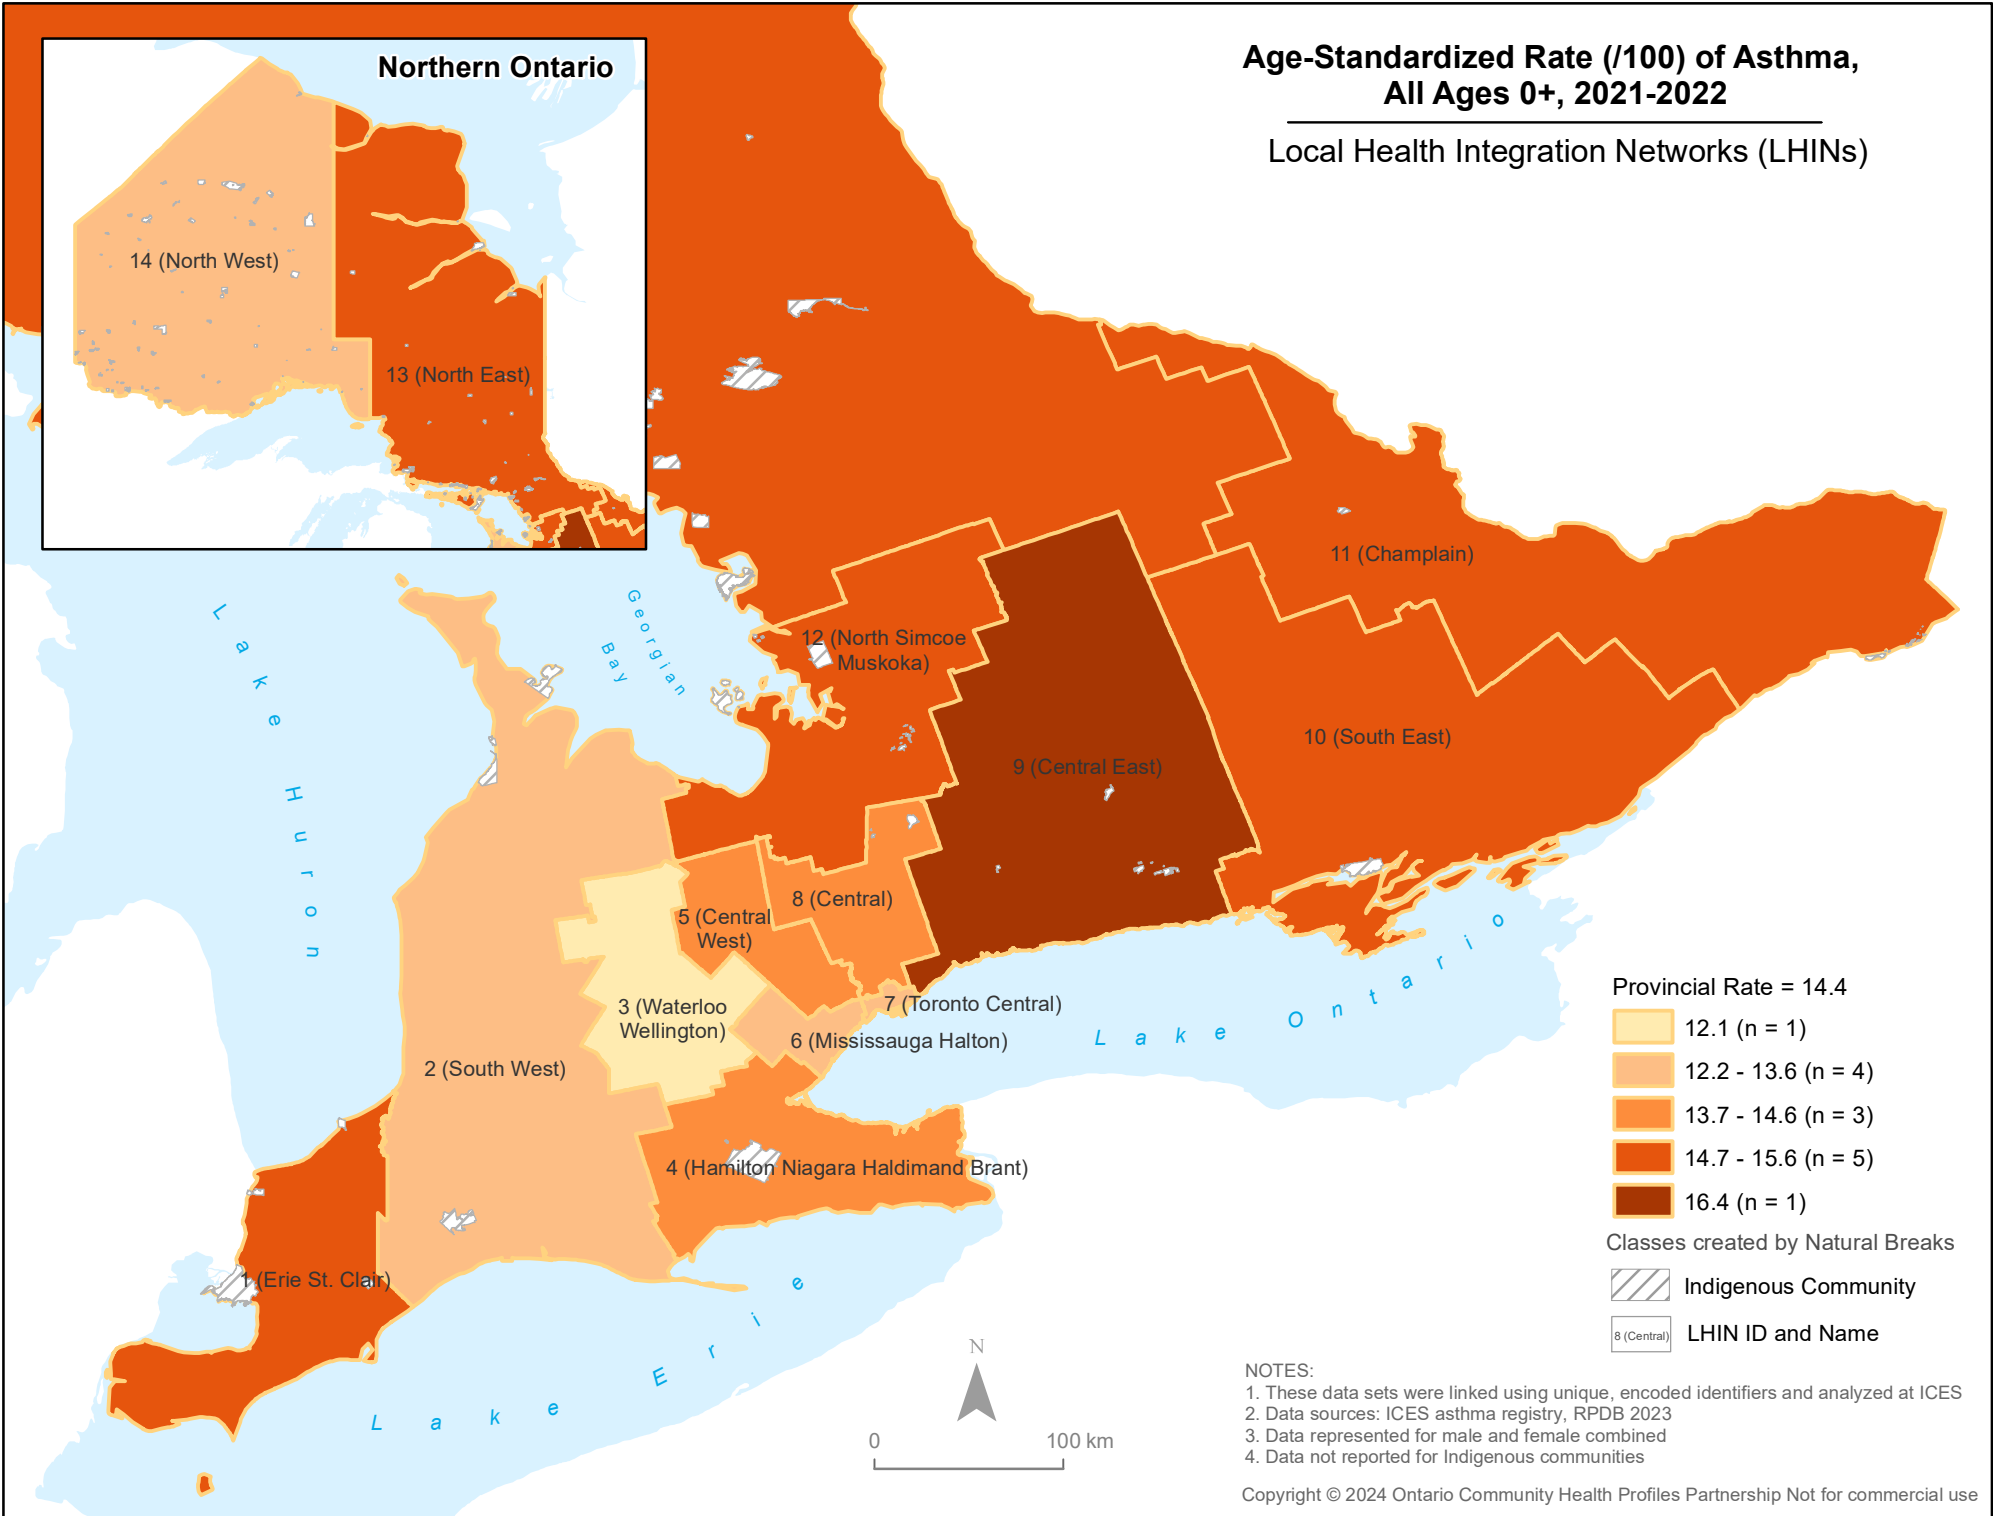 Northern Ontario
Age-Standardized Rate (/100) of Asthma,
All Ages 0+, 2021-2022
Local Health Integration Networks (LHINs)
14 (North West)
13 (North East)
11 (Champlain)
12 (North Simcoe
Muskoka)
10 (South East)
9 (Central East)
8 (Central)
5 (Central
West)
7 (Toronto Central)
3 (Waterloo
Wellington)
6 (Mississauga Halton)
2 (South West)
4 (Hamilton Niagara Haldimand Brant)
1 (Erie St. Clair)
Lake Huron
Georgian
Bay
Lake Ontario
Lake Erie
Provincial Rate = 14.4
12.1 (n = 1)
12.2 - 13.6 (n = 4)
13.7 - 14.6 (n = 3)
14.7 - 15.6 (n = 5)
16.4 (n = 1)
Classes created by Natural Breaks
Indigenous Community
8 (Central) LHIN ID and Name
N
0 100 km
NOTES:
1. These data sets were linked using unique, encoded identifiers and analyzed at ICES
2. Data sources: ICES asthma registry, RPDB 2023
3. Data represented for male and female combined
4. Data not reported for Indigenous communities
Copyright © 2024 Ontario Community Health Profiles Partnership Not for commercial use